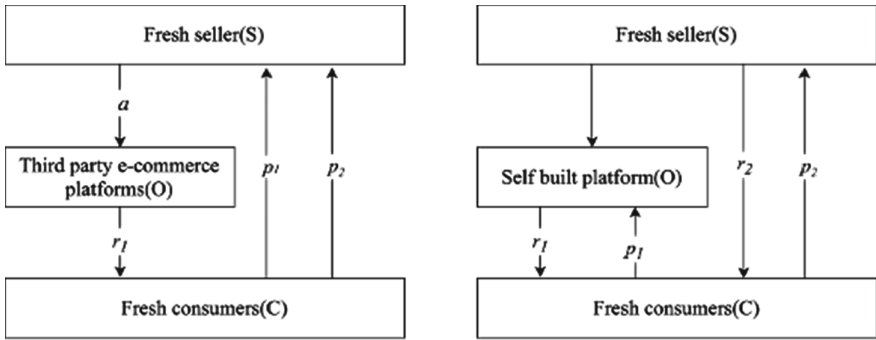 Fresh seller(S)
a
Third party e-commerce
platforms(O)
r1
p1
p2
Fresh consumers(C)
Fresh seller(S)
Self built platform(O)
r1
p1
r2
p2
Fresh consumers(C)